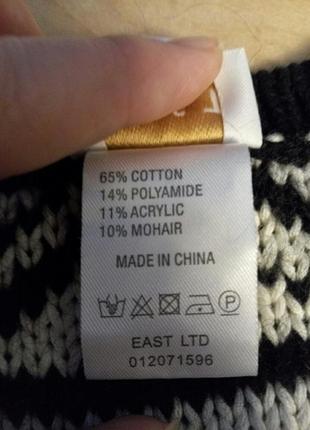 65% COTTON
14% POLYAMIDE
11% ACRYLIC
10% MOHAIR
MADE IN CHINA
P
EAST LTD
012071596